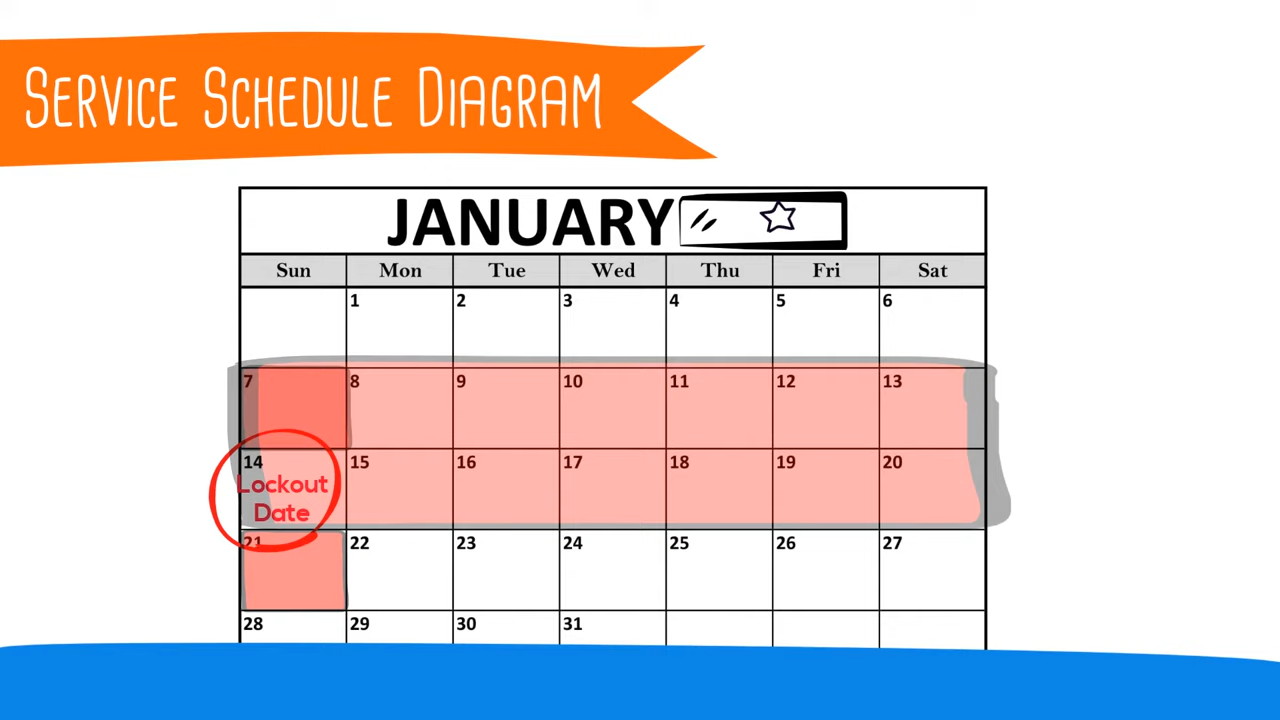 SERVICE SCHEDULE DIAGRAM
JANUARY
Sun Mon Tue Wed Thu Fri Sat
1 2 3 4 5 6
7 8 9 10 11 12 13
14 15 16 17 18 19 20
Lockout
Date
21 22 23 24 25 26 27
28 29 30 31